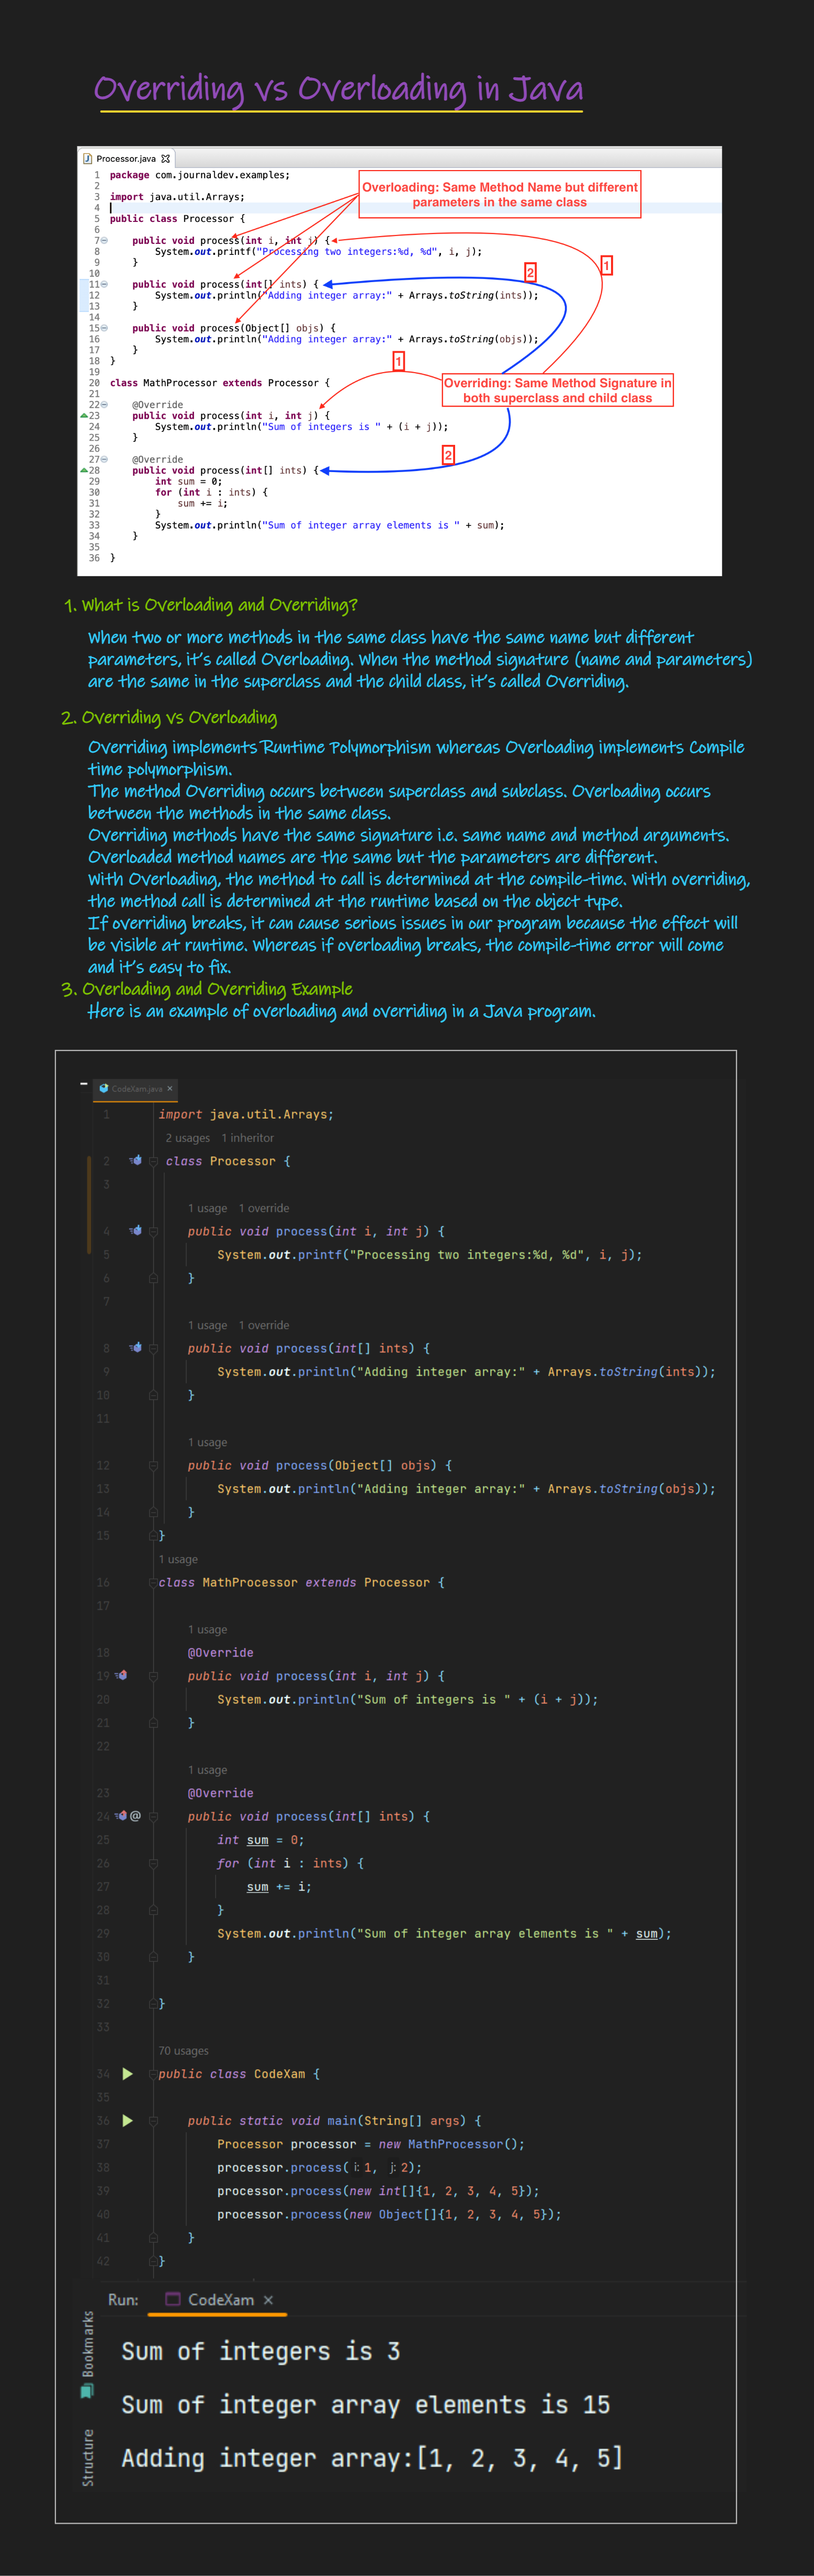 Overriding vs Overloading in Java
Processor.java
1 package com.journaldev.examples;
2
3 import java.util.Arrays;
4
5 public class Processor {
6
7 public void process(int i, int j) {
8 System.out.printf("Processing two integers:%d, %d", i, j);
9 }
10
11 public void process(int[] ints) {
12 System.out.println("Adding integer array:" + Arrays.toString(ints));
13 }
14
15 public void process(Object[] objs) {
16 System.out.println("Adding integer array:" + Arrays.toString(objs));
17 }
18 }
19
20 class MathProcessor extends Processor {
21
22 @Override
23 public void process(int i, int j) {
24 System.out.println("Sum of integers is " + (i + j));
25 }
26
27 @Override
28 public void process(int[] ints) {
29 int sum = 0;
30 for (int i : ints) {
31 sum += i;
32 }
33 System.out.println("Sum of integer array elements is " + sum);
34 }
35
36 }
Overloading: Same Method Name but different
parameters in the same class
1
2
1
Overriding: Same Method Signature in
both superclass and child class
2
1. What is Overloading and Overriding?
When two or more methods in the same class have the same name but different
parameters, it's called Overloading. When the method signature (name and parameters)
are the same in the superclass and the child class, it's called Overriding.
2. Overriding vs Overloading
Overriding implements Runtime Polymorphism whereas Overloading implements Compile
time polymorphism.
The method Overriding occurs between superclass and subclass. Overloading occurs
between the methods in the same class.
Overriding methods have the same signature i.e. same name and method arguments.
Overloaded method names are the same but the parameters are different.
With Overloading, the method to call is determined at the compile-time. With overriding,
the method call is determined at the runtime based on the object type.
If overriding breaks, it can cause serious issues in our program because the effect will
be visible at runtime. Whereas if overloading breaks, the compile-time error will come
and it's easy to fix.
3. Overloading and Overriding Example
Here is an example of overloading and overriding in a Java program.
CodeXam.java
1 import java.util.Arrays;
2 usages 1 inheritor
2 class Processor {
3
1 usage 1 override
4 public void process(int i, int j) {
5 System.out.printf("Processing two integers:%d, %d", i, j);
6 }
7
1 usage 1 override
8 public void process(int[] ints) {
9 System.out.println("Adding integer array:" + Arrays.toString(ints));
10 }
11
1 usage
12 public void process(Object[] objs) {
13 System.out.println("Adding integer array:" + Arrays.toString(objs));
14 }
15 }
1 usage
16 class MathProcessor extends Processor {
17
1 usage
18 @Override
19 public void process(int i, int j) {
20 System.out.println("Sum of integers is " + (i + j));
21 }
22
1 usage
23 @Override
24 @ public void process(int[] ints) {
25 int sum = 0;
26 for (int i : ints) {
27 sum += i;
28 }
29 System.out.println("Sum of integer array elements is " + sum);
30 }
31
32 }
33
70 usages
34 public class CodeXam {
35
36 public static void main(String[] args) {
37 Processor processor = new MathProcessor();
38 processor.process( i: 1, j: 2);
39 processor.process(new int[]{1, 2, 3, 4, 5});
40 processor.process(new Object[]{1, 2, 3, 4, 5});
41 }
42 }
Run: CodeXam
Bookmarks
Structure
Sum of integers is 3
Sum of integer array elements is 15
Adding integer array:[1, 2, 3, 4, 5]